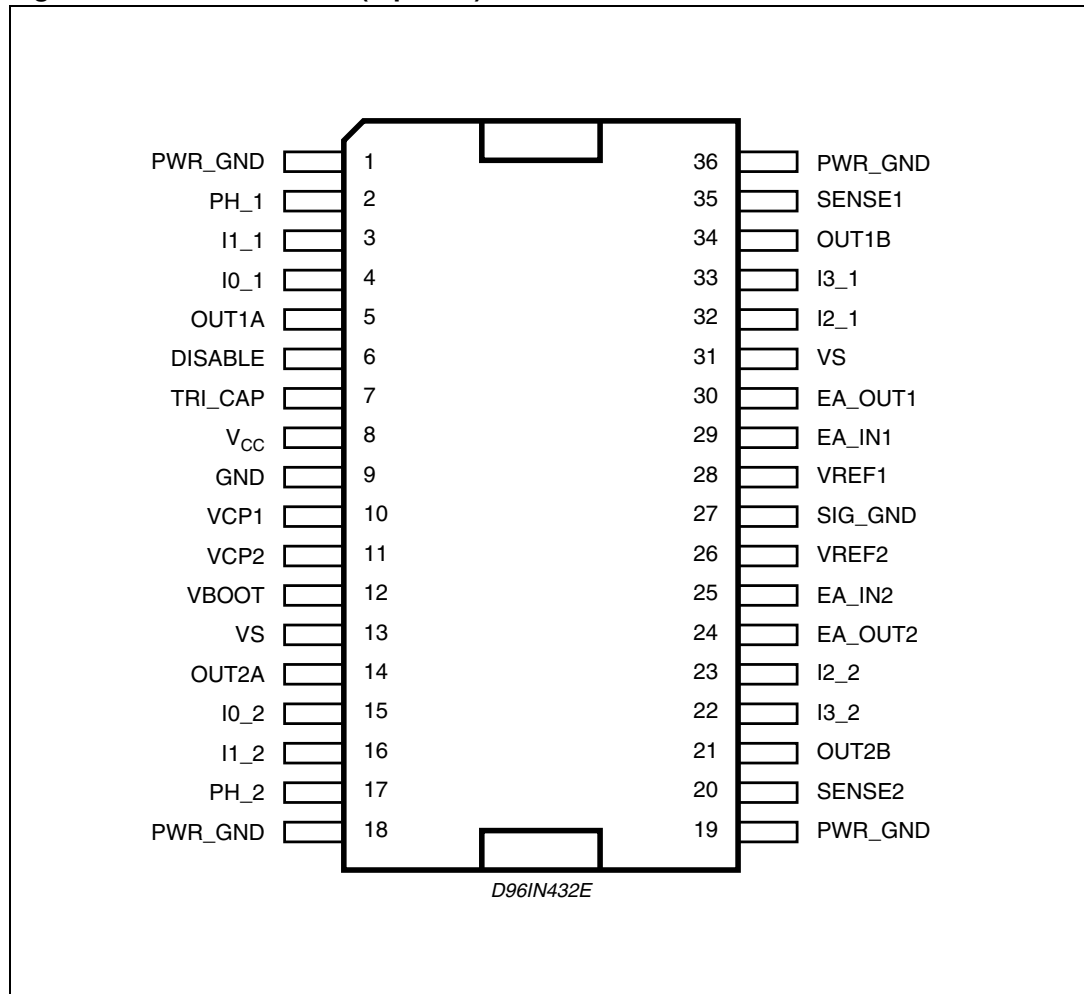 PWR_GND 1 36 PWR_GND
PH_1 2 35 SENSE1
I1_1 3 34 OUT1B
I0_1 4 33 I3_1
OUT1A 5 32 I2_1
DISABLE 6 31 VS
TRI_CAP 7 30 EA_OUT1
VCC 8 29 EA_IN1
GND 9 28 VREF1
VCP1 10 27 SIG_GND
VCP2 11 26 VREF2
VBOOT 12 25 EA_IN2
VS 13 24 EA_OUT2
OUT2A 14 23 I2_2
I0_2 15 22 I3_2
I1_2 16 21 OUT2B
PH_2 17 20 SENSE2
PWR_GND 18 19 PWR_GND
D96IN432E